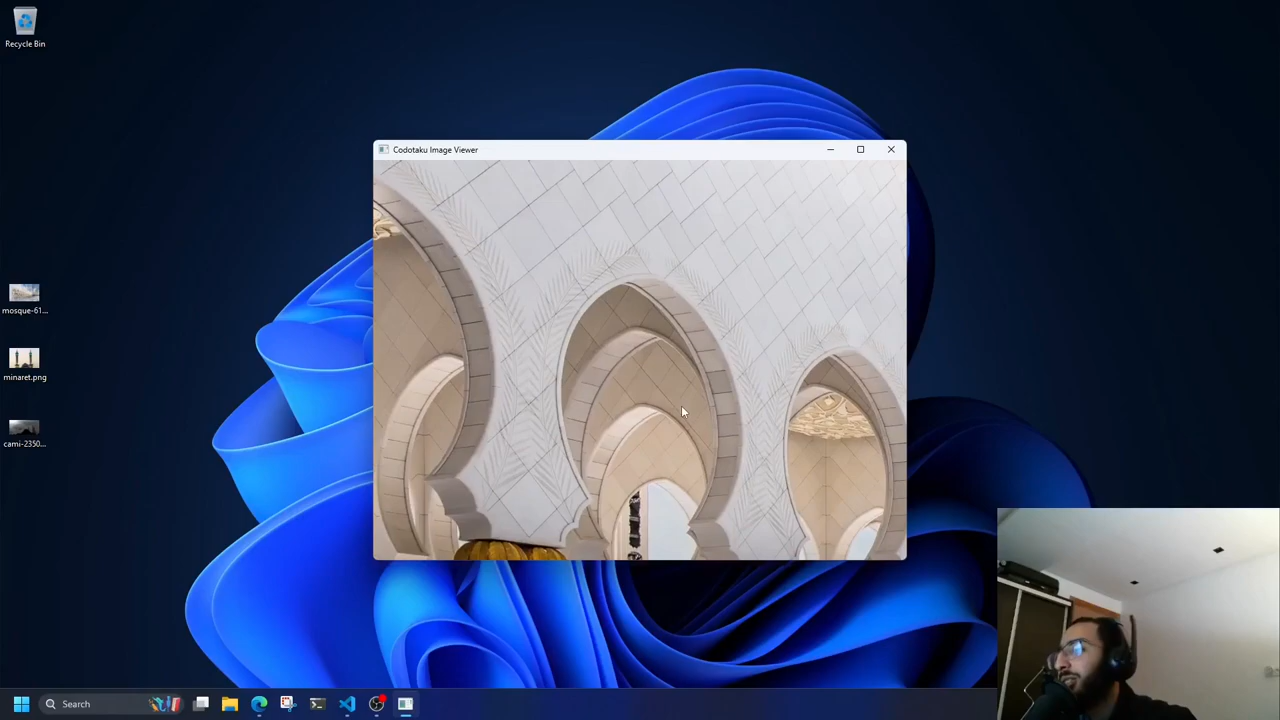 Recycle Bin
Codotaku Image Viewer
mosque-61...
minaret.png
cami-2350...
Search